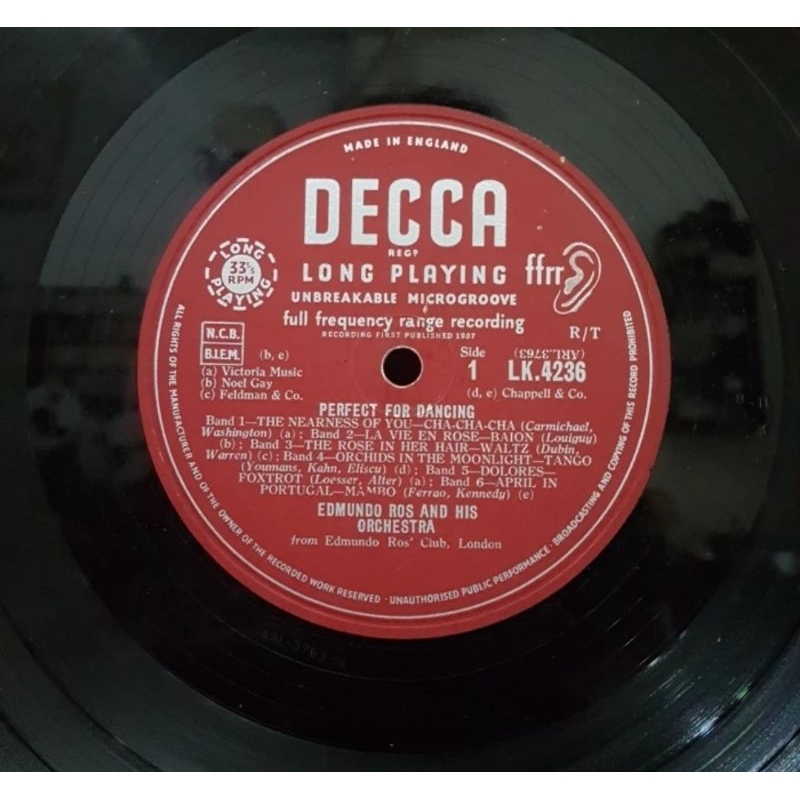 MADE IN ENGLAND
DECCA
REGD
LONG PLAYING
33⅓ RPM
LONG PLAYING
ffrr
UNBREAKABLE MICROGROOVE
full frequency range recording
RECORDING FIRST PUBLISHED 1957
R/T
N.C.B.
B.I.E.M.
(b, e)
(a) Victoria Music
(b) Noel Gay
(c) Feldman & Co.
Side
1
(ARL.3763)
LK.4236
(d, e) Chappell & Co.
PERFECT FOR DANCING
Band 1—THE NEARNESS OF YOU—CHA-CHA-CHA (Carmichael,
Washington) (a); Band 2—LA VIE EN ROSE—BAION (Louiguy)
(b); Band 3—THE ROSE IN HER HAIR—WALTZ (Dubin,
Warren) (c); Band 4—ORCHIDS IN THE MOONLIGHT—TANGO
(Youmans, Kahn, Eliscu) (d); Band 5—DOLORES—
FOXTROT (Loesser, Alter) (a); Band 6—APRIL IN
PORTUGAL—MAMBO (Ferrao, Kennedy) (e)
EDMUNDO ROS AND HIS
ORCHESTRA
from Edmundo Ros' Club, London
ALL RIGHTS OF THE MANUFACTURER AND OF THE OWNER OF THE RECORDED WORK RESERVED · UNAUTHORISED PUBLIC PERFORMANCE · BROADCASTING AND COPYING OF THIS RECORD PROHIBITED
ARL-3763-A